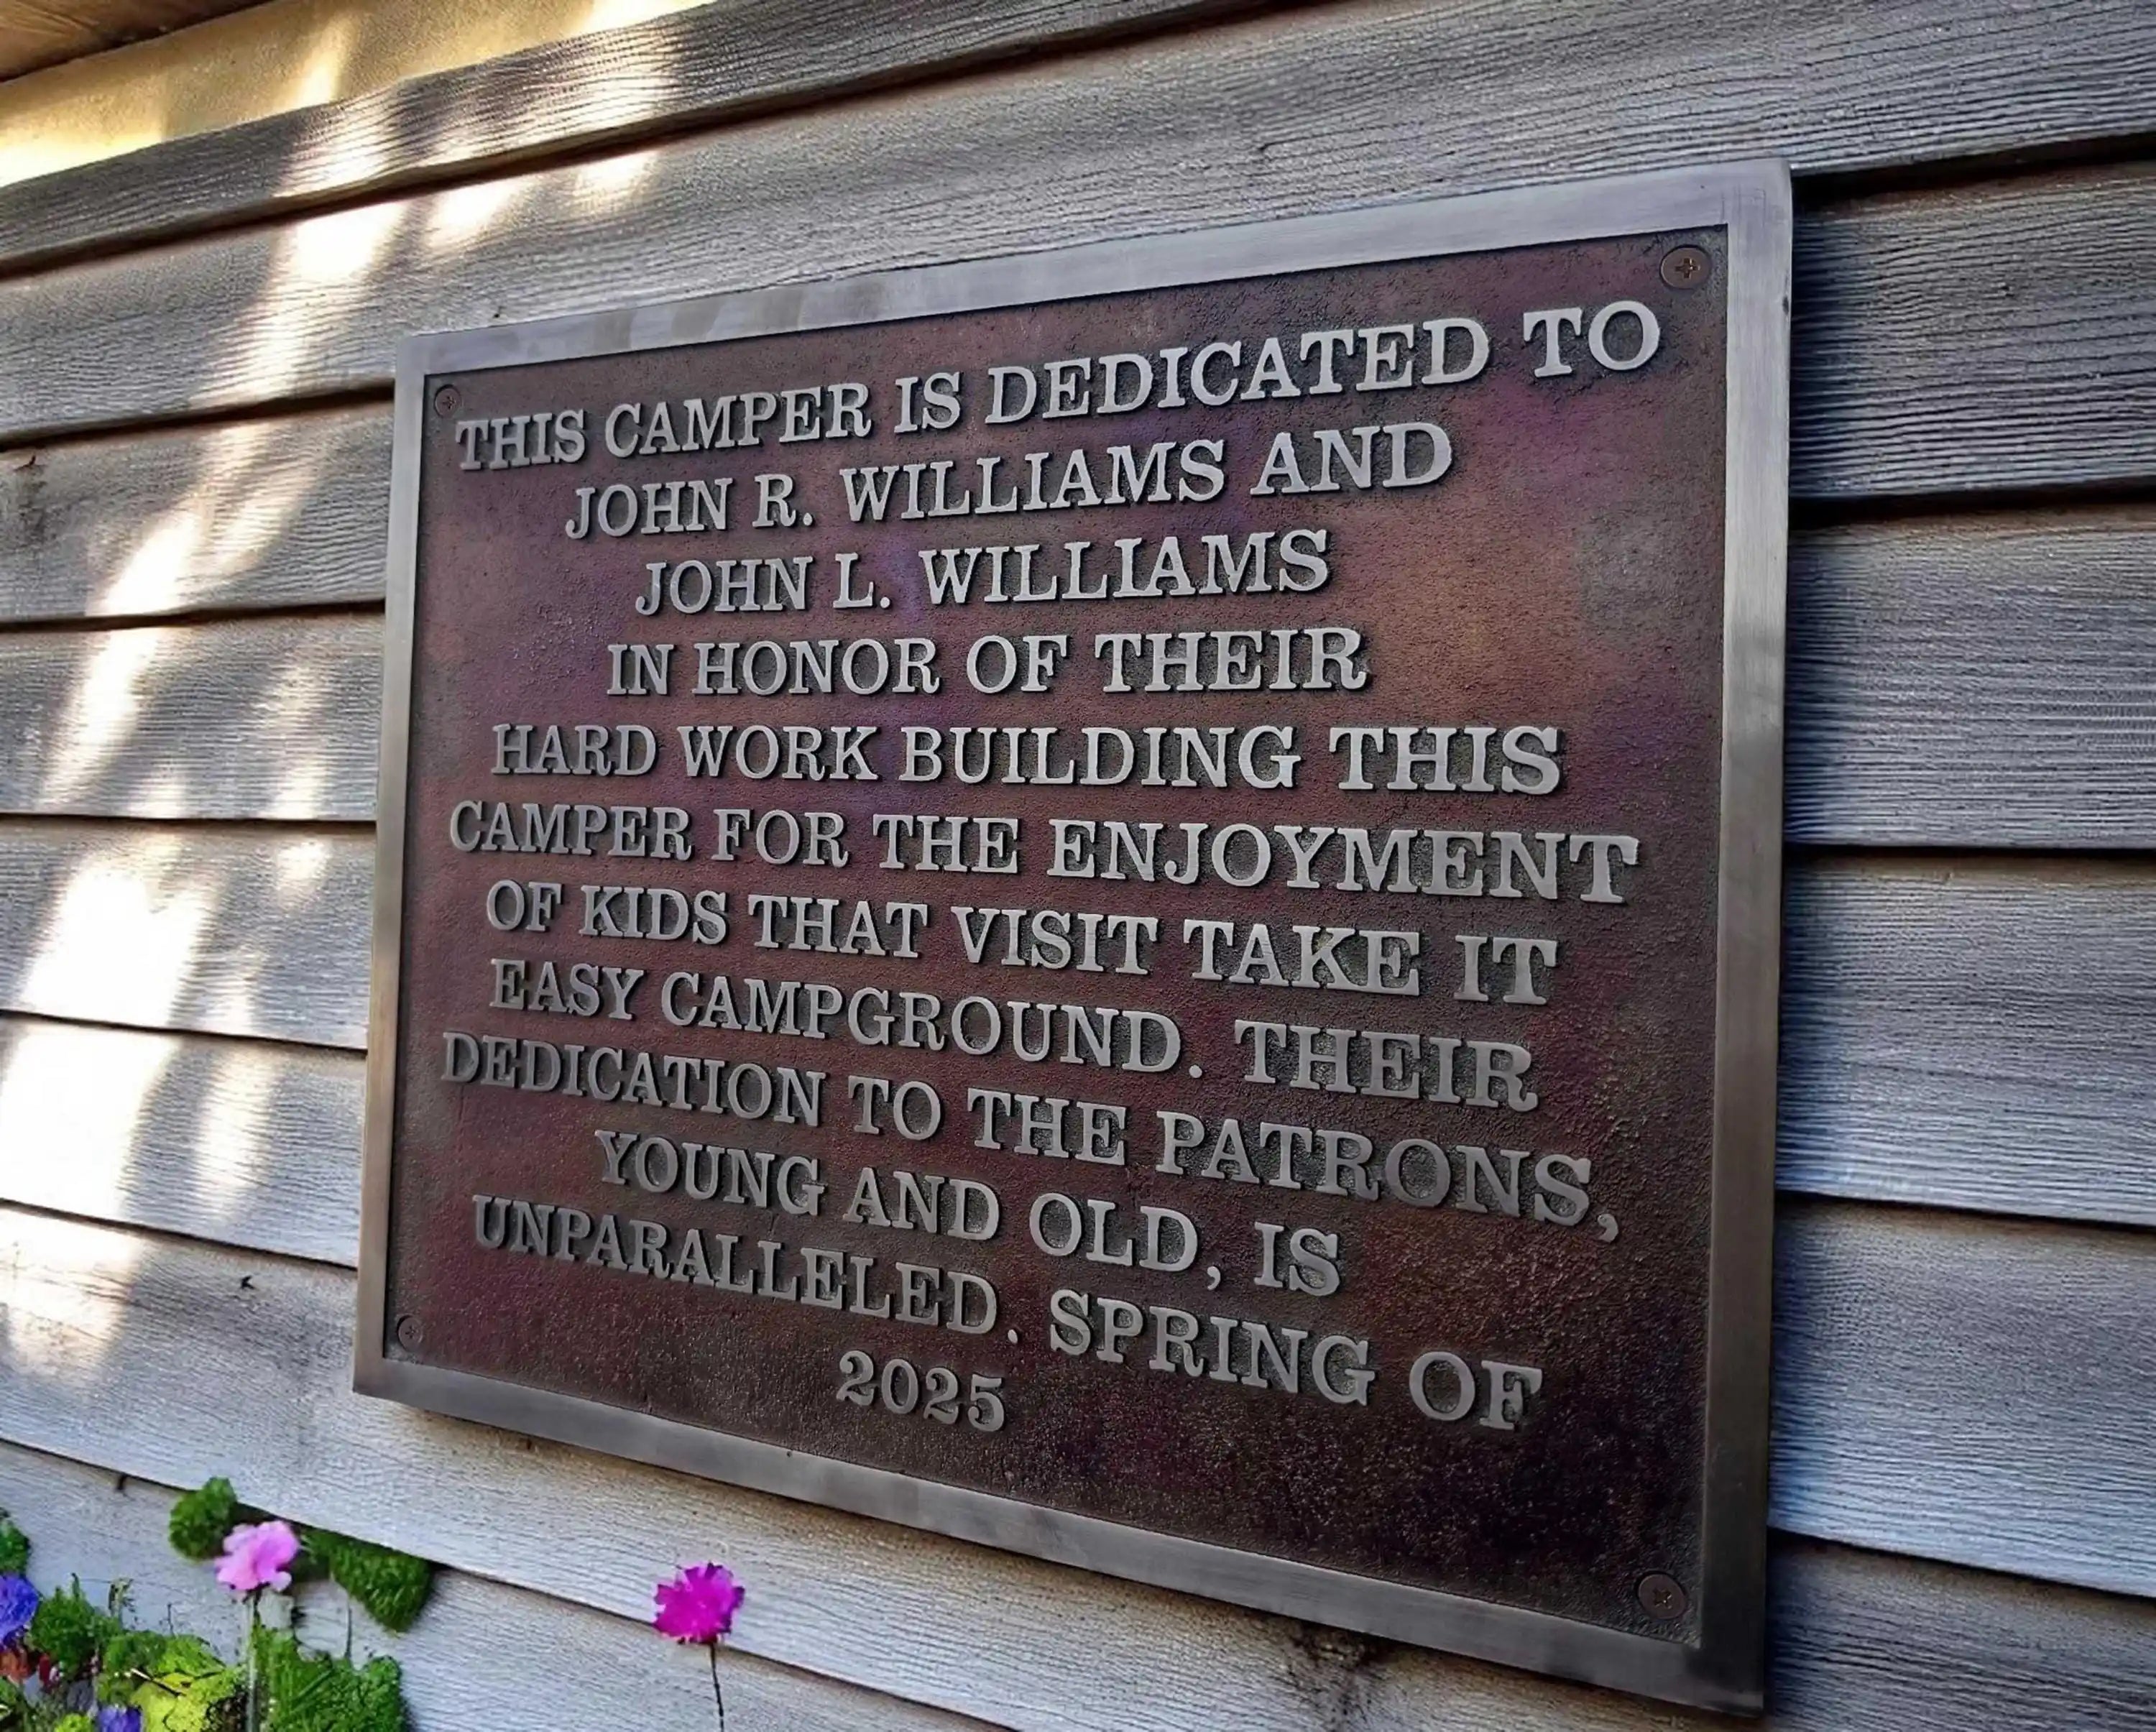 THIS CAMPER IS DEDICATED TO
JOHN R. WILLIAMS AND
JOHN L. WILLIAMS
IN HONOR OF THEIR
HARD WORK BUILDING THIS
CAMPER FOR THE ENJOYMENT
OF KIDS THAT VISIT TAKE IT
EASY CAMPGROUND. THEIR
DEDICATION TO THE PATRONS,
YOUNG AND OLD, IS
UNPARALLELED. SPRING OF
2025